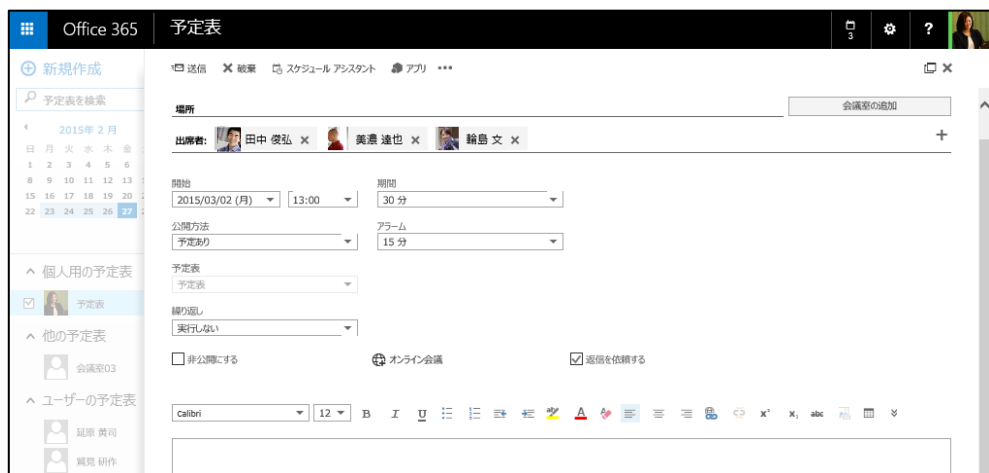 Office 365 予定表 3 ?
新規作成
予定表を検索
2015年 2 月
日 月 火 水 木 金
1 2 3 4 5 6
8 9 10 11 12 13
15 16 17 18 19 20
22 23 24 25 26 27
個人用の予定表
予定表
他の予定表
会議室03
ユーザーの予定表
黄司
鷲見 研作
送信 破棄 スケジュール アシスタント アプリ •••
場所 会議室の追加
出席者: 田中 俊弘 × 美濃 達也 × 輪島 文 × +
開始 期間
2015/03/02 (月) 13:00 30 分
公開方法 アラーム
予定あり 15 分
予定表
予定表
繰り返し
実行しない
非公開にする オンライン会議 返信を依頼する
Calibri 12 B I U aby A x² x₂ abc